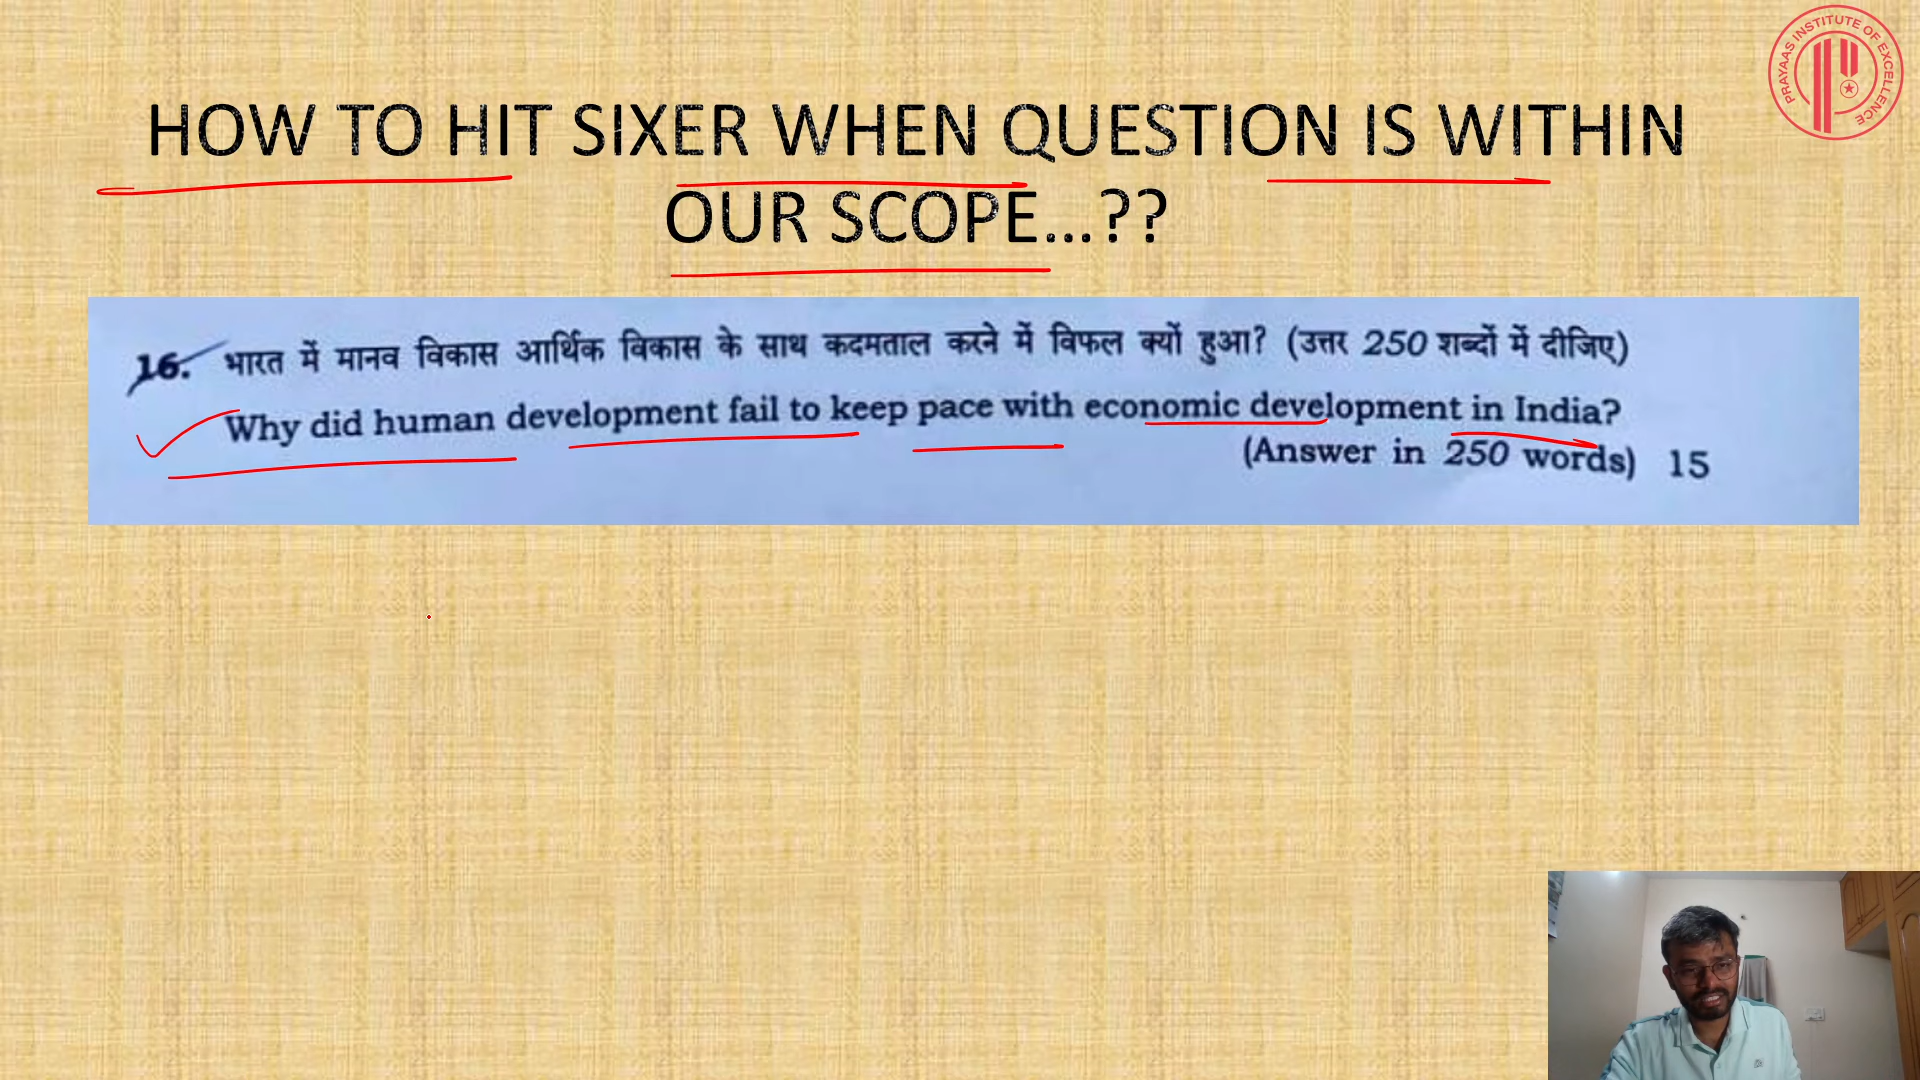 HOW TO HIT SIXER WHEN QUESTION IS WITHIN
OUR SCOPE...??
PRAYAAS INSTITUTE OF EXCELLENCE
16. भारत में मानव विकास आर्थिक विकास के साथ कदमताल करने में विफल क्यों हुआ? (उत्तर 250 शब्दों में दीजिए)
Why did human development fail to keep pace with economic development in India?
(Answer in 250 words) 15